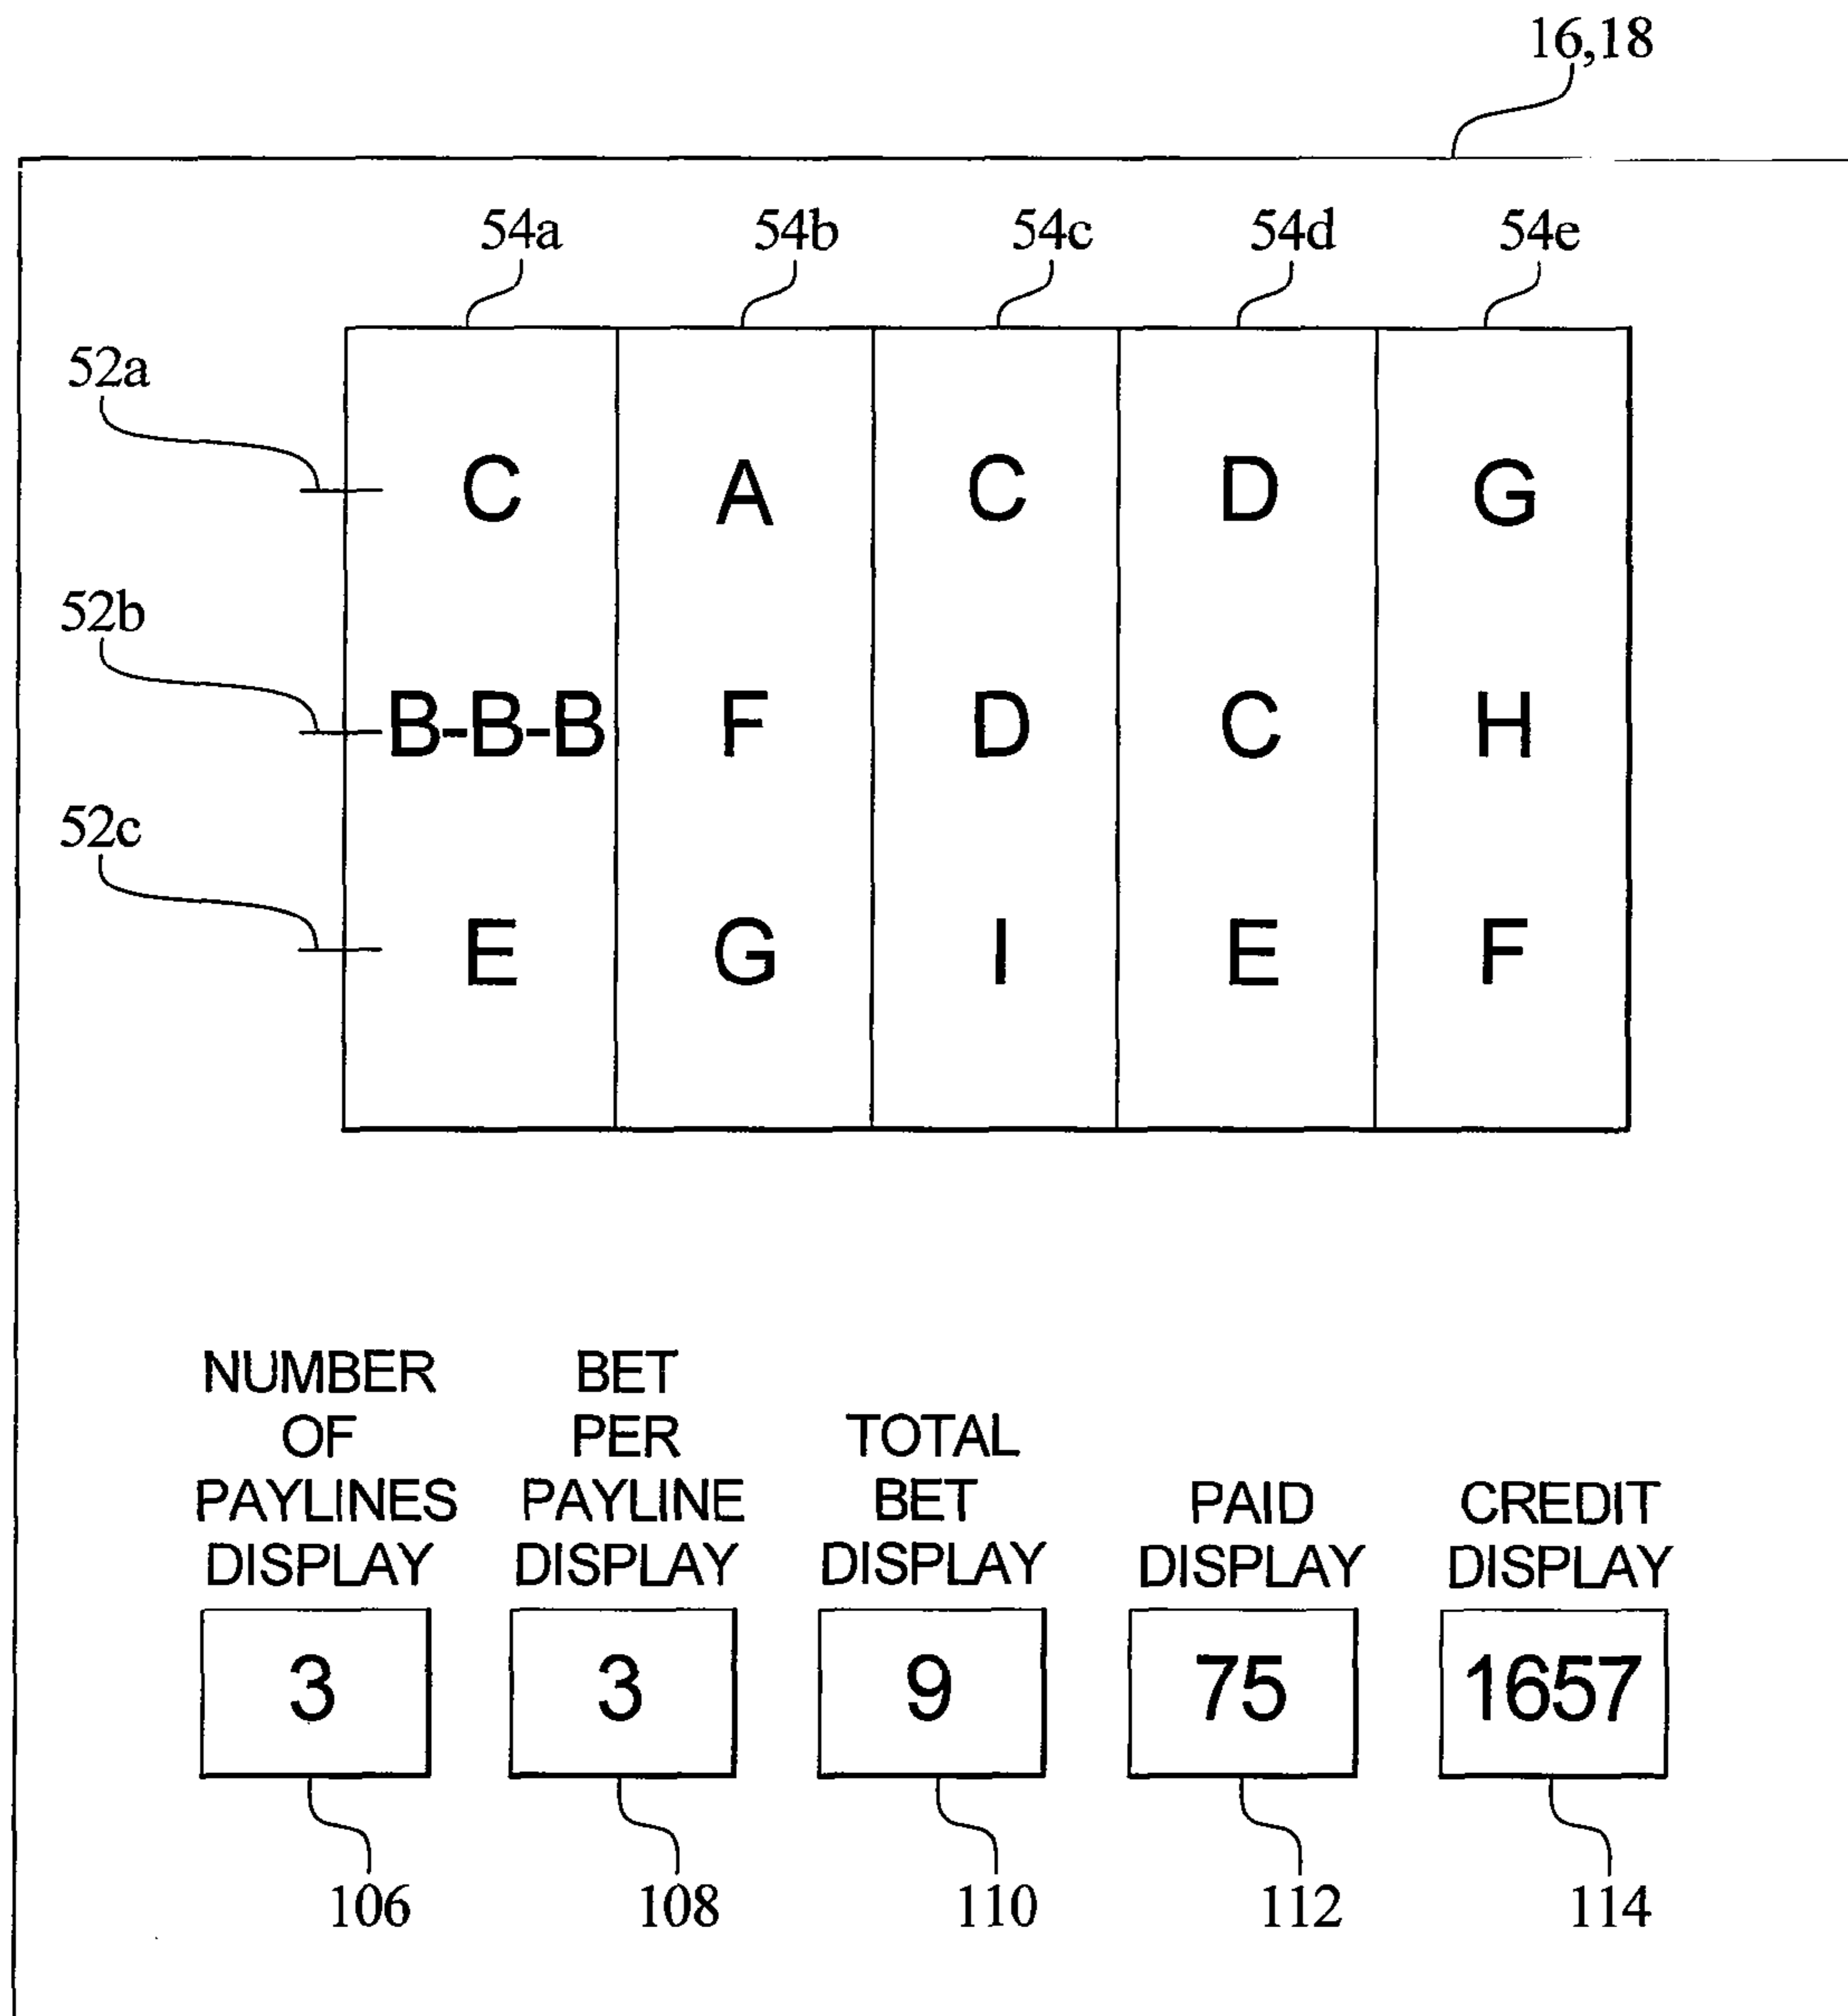 16,18
54a 54b 54c 54d 54e
52a
C A C D G
52b
B-B-B F D C H
52c
E G I E F
NUMBER OF PAYLINES DISPLAY
BET PER PAYLINE DISPLAY
TOTAL BET DISPLAY
PAID DISPLAY
CREDIT DISPLAY
3 3 9 75 1657
106 108 110 112 114